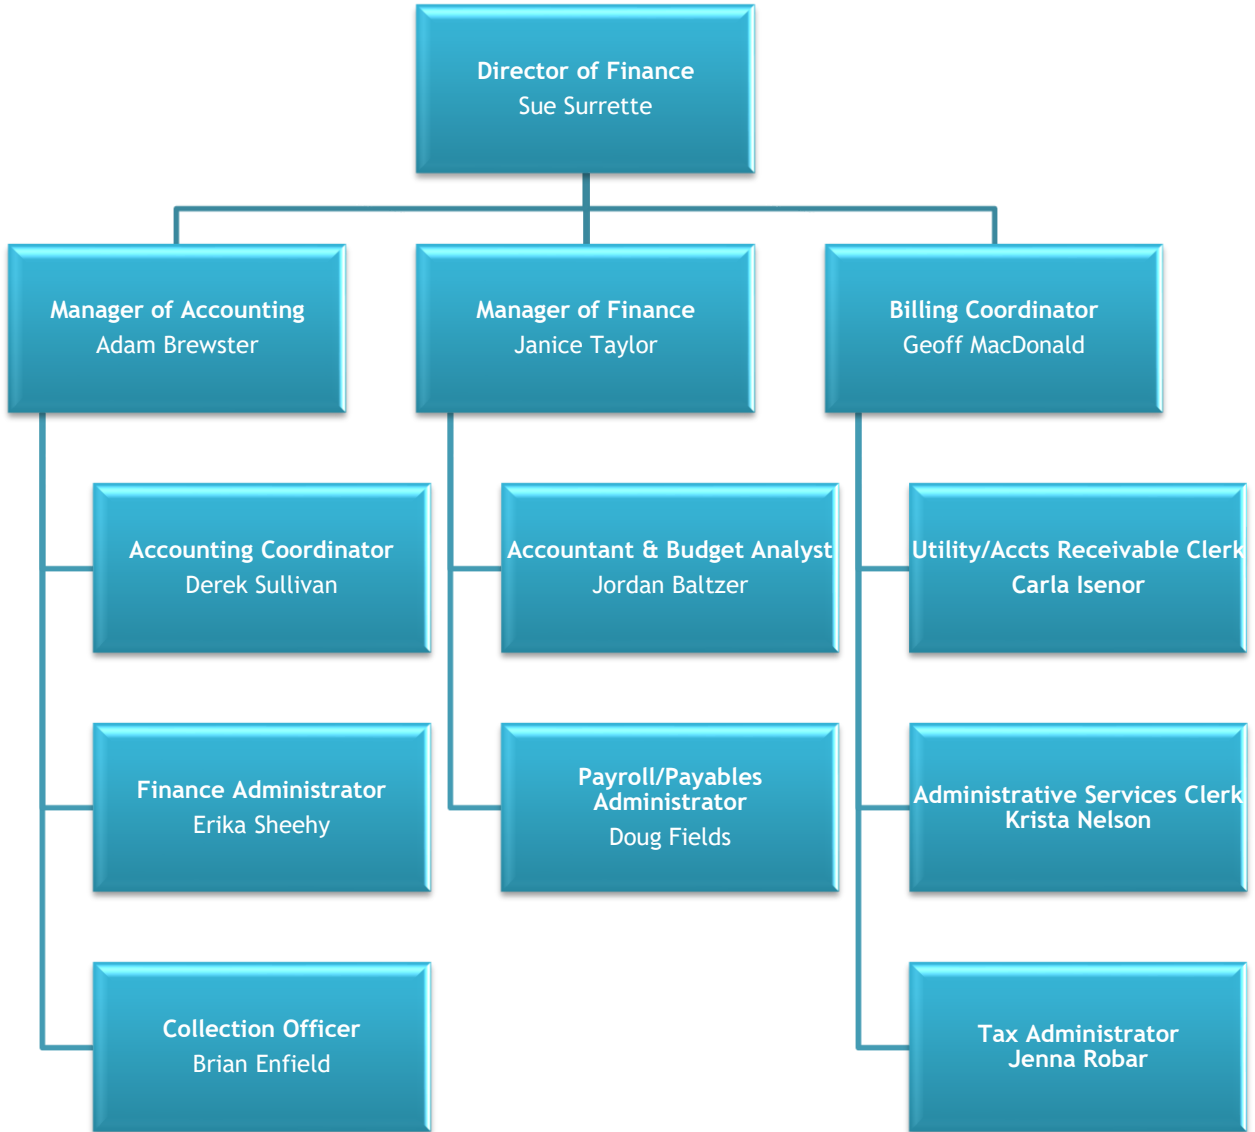 Director of Finance
Sue Surrette
Manager of Accounting
Adam Brewster
Manager of Finance
Janice Taylor
Billing Coordinator
Geoff MacDonald
Accounting Coordinator
Derek Sullivan
Accountant & Budget Analyst
Jordan Baltzer
Utility/Accts Receivable Clerk
Carla Isenor
Finance Administrator
Erika Sheehy
Payroll/Payables
Administrator
Doug Fields
Administrative Services Clerk
Krista Nelson
Collection Officer
Brian Enfield
Tax Administrator
Jenna Robar